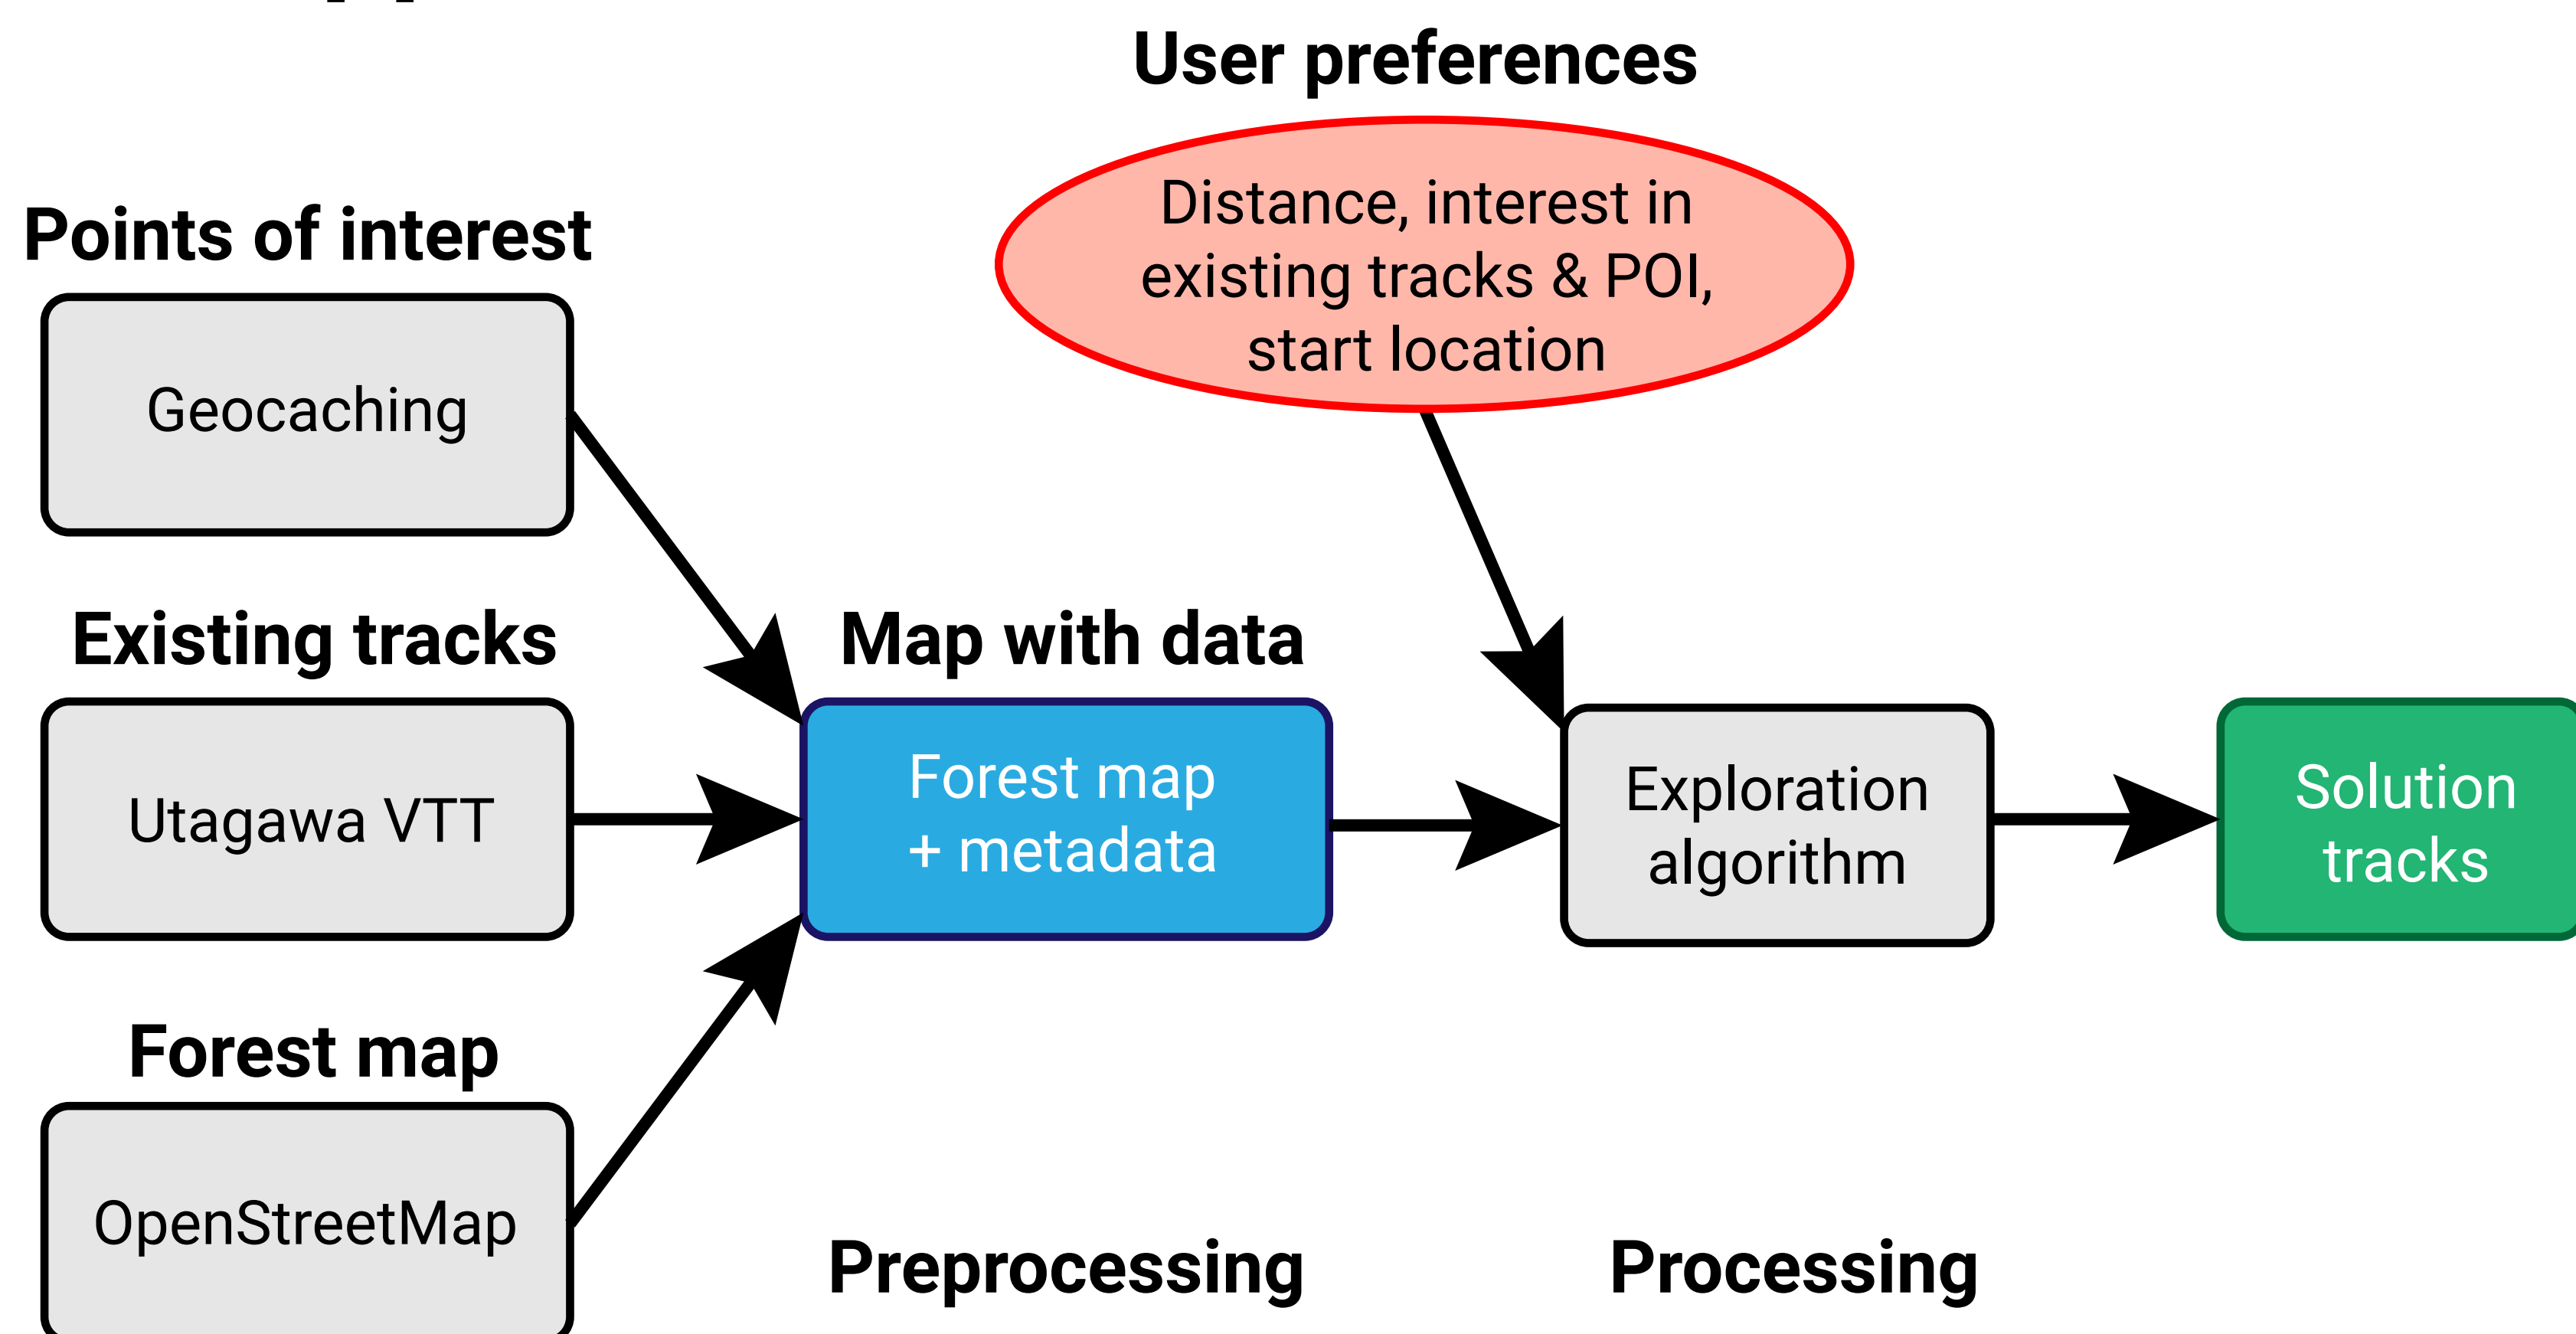 User preferences
Distance, interest in
existing tracks & POI,
start location
Points of interest
Geocaching
Existing tracks
Utagawa VTT
Map with data
Forest map
+ metadata
Exploration
algorithm
Solution
tracks
Forest map
OpenStreetMap
Preprocessing
Processing